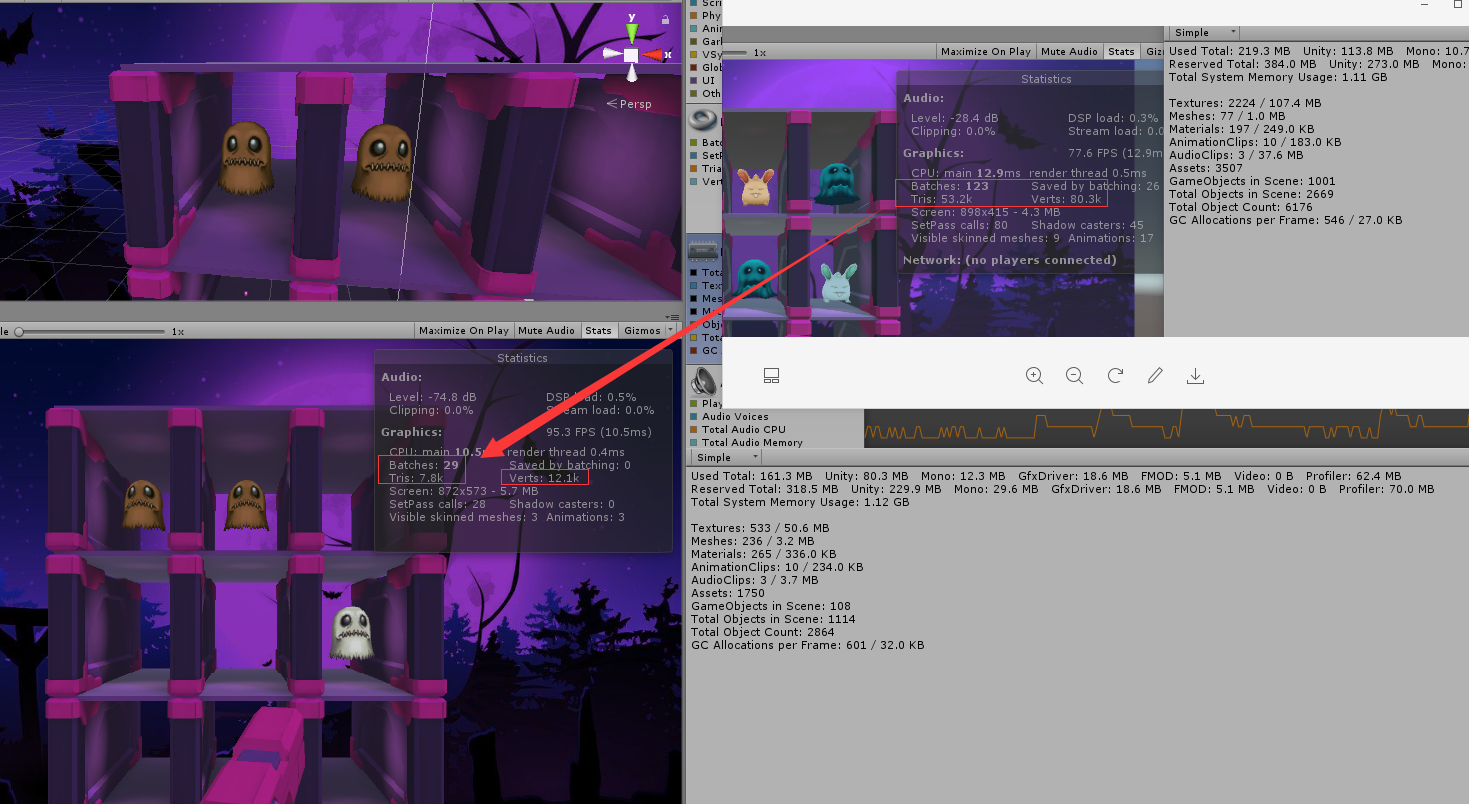 y
x
Persp
le 1x
Maximize On Play Mute Audio Stats Gizmos
Statistics
Audio:
Level: -74.8 dB DSP load: 0.5%
Clipping: 0.0% Stream load: 0.0%
Graphics: 95.3 FPS (10.5ms)
CPU: main 10.5 render thread 0.4ms
Batches: 29 Saved by batching: 0
Tris: 7.8k Verts: 12.1k
Screen: 872x573 - 5.7 MB
SetPass calls: 28 Shadow casters: 0
Visible skinned meshes: 3 Animations: 3
Scri
Phy
Anin
Garl
VSy
Glob
UI
Oth
Batc
SetP
Tria
Vert
Tota
Text
Mes
Obje
Tota
GC
Play
Audio Voices
Total Audio CPU
Total Audio Memory
1x
Maximize On Play Mute Audio Stats Giz
Statistics
Audio:
Level: -28.4 dB DSP load: 0.3%
Clipping: 0.0% Stream load: 0.0
Graphics: 77.6 FPS (12.9m
CPU: main 12.9ms render thread 0.5ms
Batches: 123 Saved by batching: 26
Tris: 53.2k Verts: 80.3k
Screen: 898x415 - 4.3 MB
SetPass calls: 80 Shadow casters: 45
Visible skinned meshes: 9 Animations: 17
Network: (no players connected)
Simple
Used Total: 219.3 MB Unity: 113.8 MB Mono: 10.7
Reserved Total: 384.0 MB Unity: 273.0 MB Mono:
Total System Memory Usage: 1.11 GB
Textures: 2224 / 107.4 MB
Meshes: 77 / 1.0 MB
Materials: 197 / 249.0 KB
AnimationClips: 10 / 183.0 KB
AudioClips: 3 / 37.6 MB
Assets: 3507
GameObjects in Scene: 1001
Total Objects in Scene: 2669
Total Object Count: 6176
GC Allocations per Frame: 546 / 27.0 KB
Simple
Used Total: 161.3 MB Unity: 80.3 MB Mono: 12.3 MB GfxDriver: 18.6 MB FMOD: 5.1 MB Video: 0 B Profiler: 62.4 MB
Reserved Total: 318.5 MB Unity: 229.9 MB Mono: 29.6 MB GfxDriver: 18.6 MB FMOD: 5.1 MB Video: 0 B Profiler: 70.0 MB
Total System Memory Usage: 1.12 GB
Textures: 533 / 50.6 MB
Meshes: 236 / 3.2 MB
Materials: 265 / 336.0 KB
AnimationClips: 10 / 234.0 KB
AudioClips: 3 / 3.7 MB
Assets: 1750
GameObjects in Scene: 108
Total Objects in Scene: 1114
Total Object Count: 2864
GC Allocations per Frame: 601 / 32.0 KB